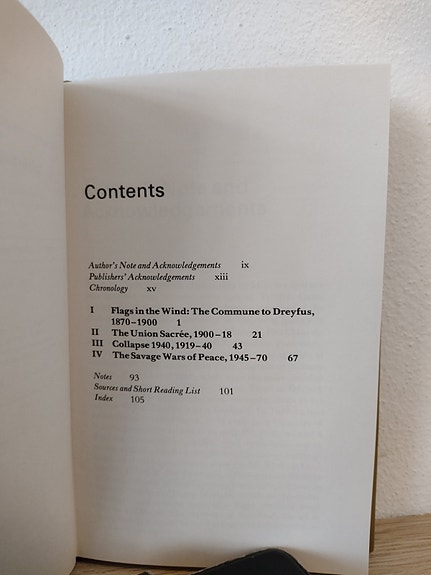 Contents
Author's Note and Acknowledgements ix
Publishers' Acknowledgements xiii
Chronology xv
I Flags in the Wind: The Commune to Dreyfus,
1870–1900 1
II The Union Sacrée, 1900–18 21
III Collapse 1940, 1919–40 43
IV The Savage Wars of Peace, 1945–70 67
Notes 93
Sources and Short Reading List 101
Index 105